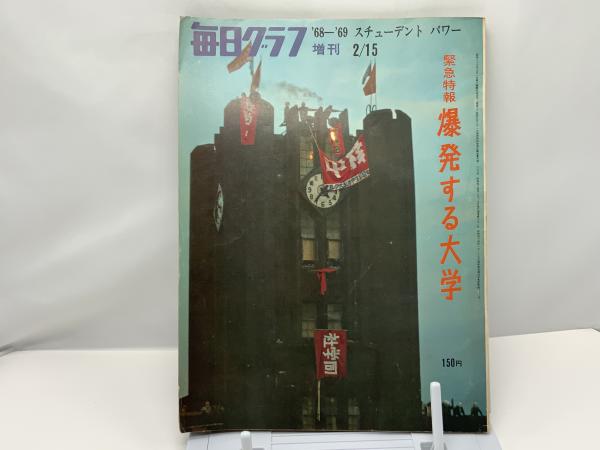 毎日グラフ
'68—'69 スチューデント パワー
増刊 2/15
緊急特報
爆発する大学
社学同
150円